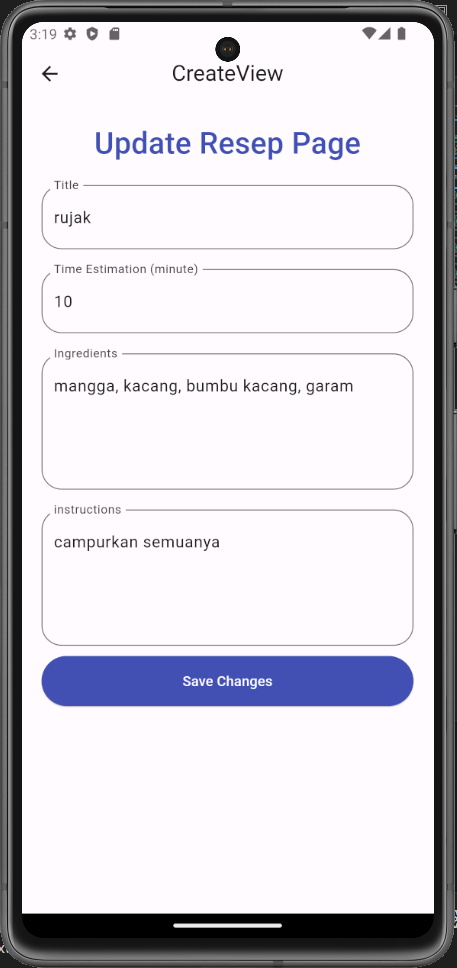 3:19
CreateView
Update Resep Page
Title
rujak
Time Estimation (minute)
10
Ingredients
mangga, kacang, bumbu kacang, garam
instructions
campurkan semuanya
Save Changes